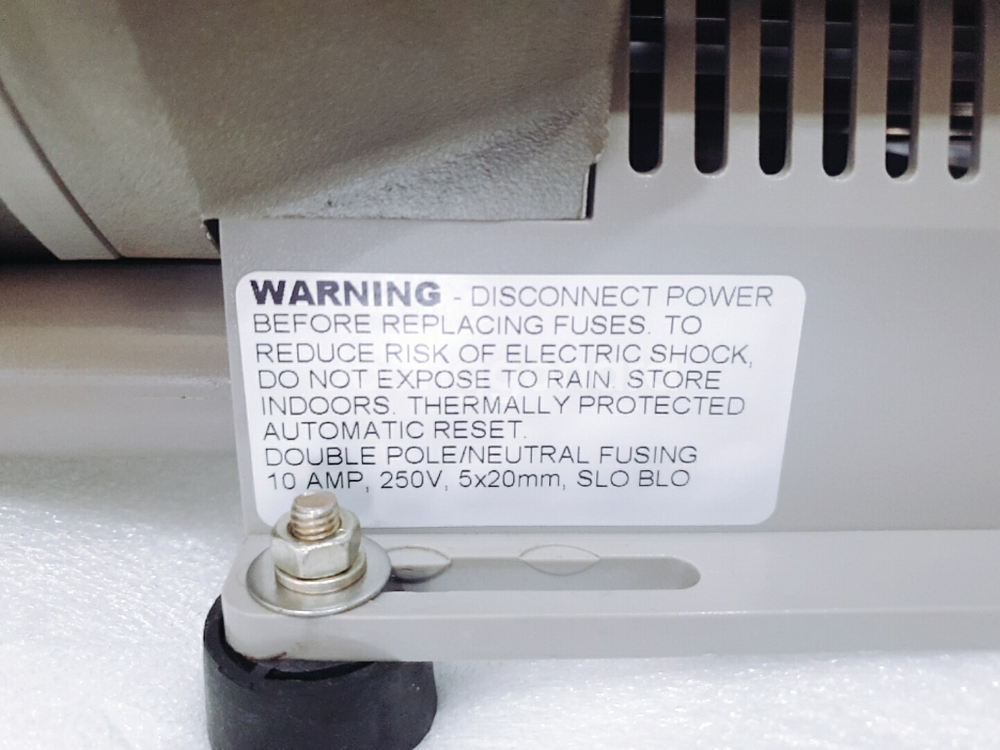 WARNING - DISCONNECT POWER
BEFORE REPLACING FUSES. TO
REDUCE RISK OF ELECTRIC SHOCK,
DO NOT EXPOSE TO RAIN. STORE
INDOORS. THERMALLY PROTECTED
AUTOMATIC RESET.
DOUBLE POLE/NEUTRAL FUSING
10 AMP, 250V, 5x20mm, SLO BLO